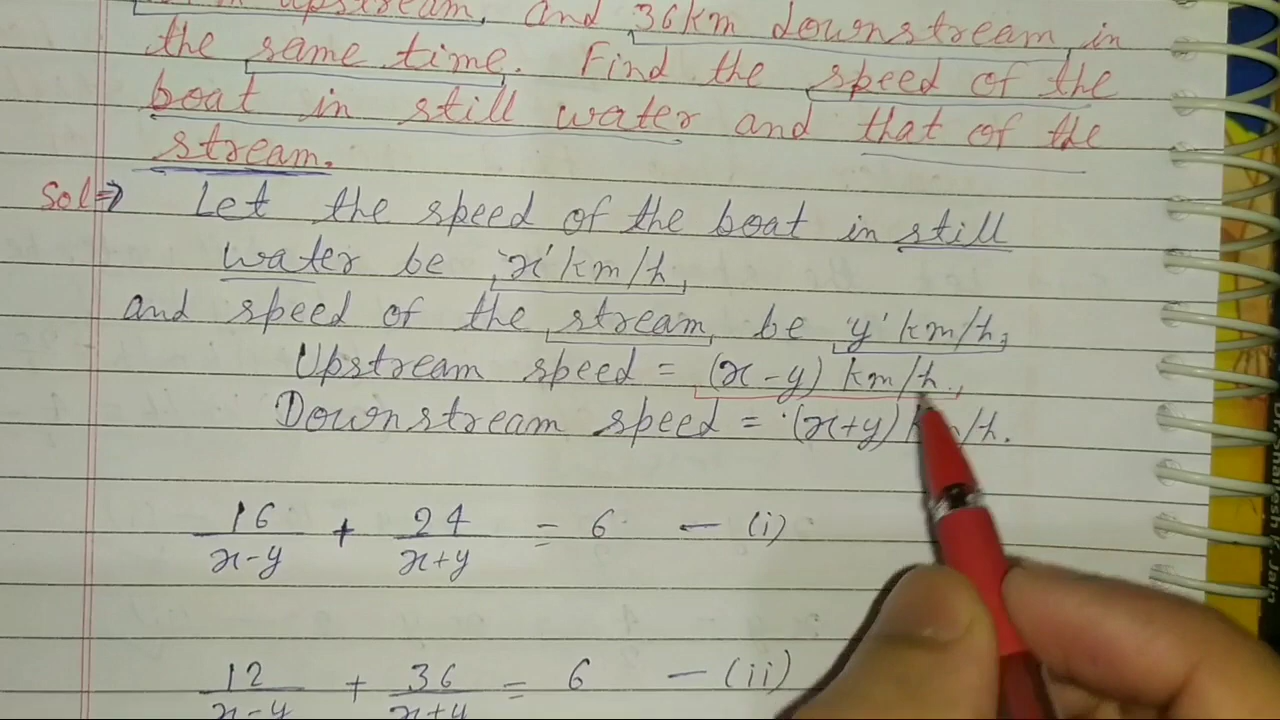 upstream, and 36km downstream in
the same time. Find the speed of the
boat in still water and that of the
stream.
Sol⇒ Let the speed of the boat in still
water be 'x' km/h,
and speed of the stream be 'y' km/h,
Upstream speed = (x-y) km/h.,
Downstream speed = (x+y) km/h.
16/(x-y) + 24/(x+y) = 6 — (i)
12/(x-y) + 36/(x+y) = 6 — (ii)
K. Jain